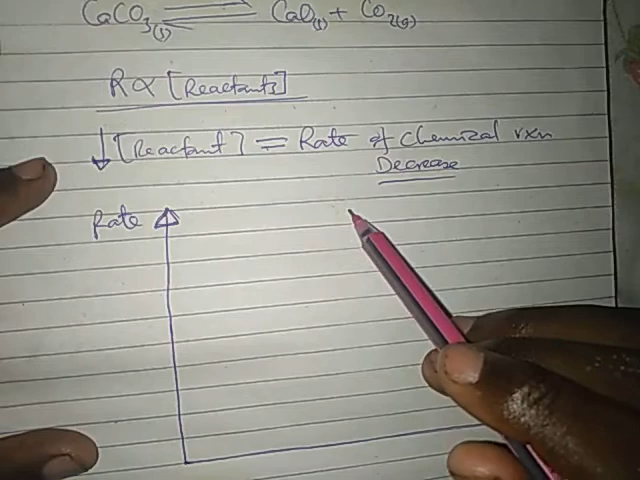 CaCO3(s) ⇌ CaO(s) + CO2(g)
R ∝ [Reactants]
↓ [Reactant] = Rate of Chemical rxn
Decrease
Rate